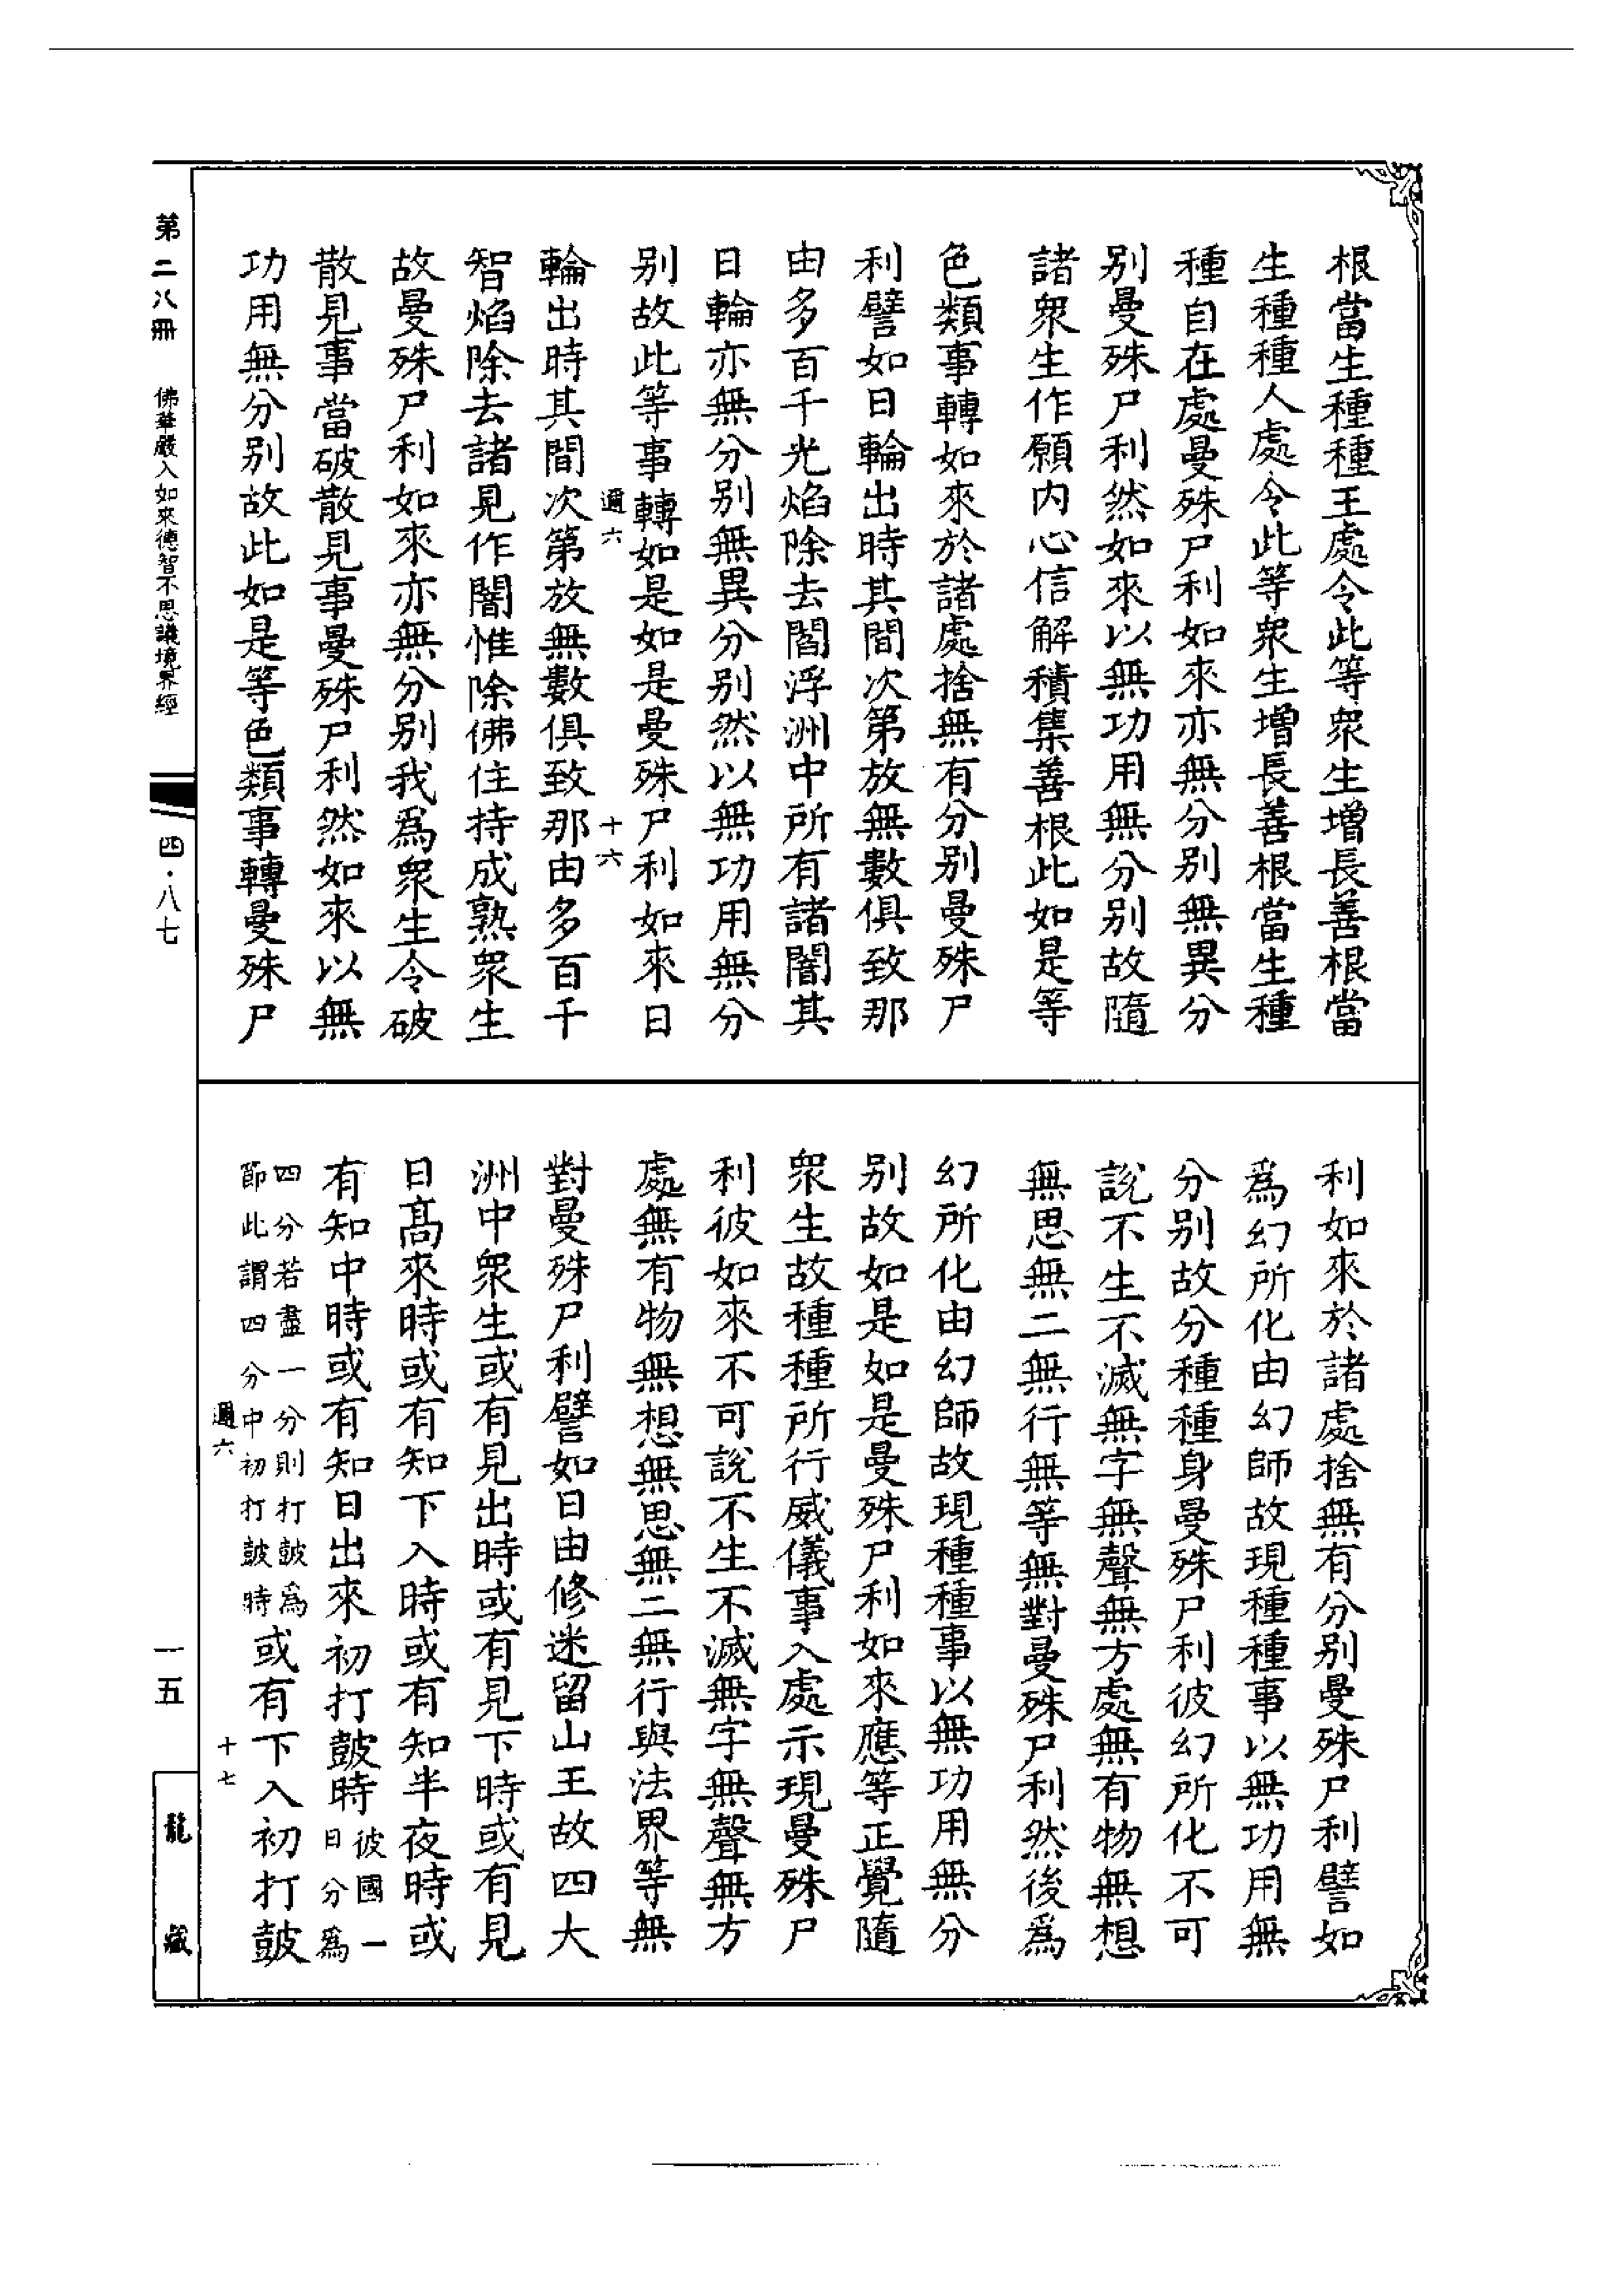 根當生種種王處令此等衆生增長善根當
生種種人處令此等衆生增長善根當生種
種自在處曼殊尸利如來亦無分别無異分
别曼殊尸利然如來以無功用無分别故隨
諸衆生作願内心信解積集善根此如是等
色類事轉如來於諸處捨無有分别曼殊尸
利譬如日輪出時其間次第放無數俱致那
由多百千光焰除去閻浮洲中所有諸闇其
日輪亦無分别無異分别然以無功用無分
别故此等事轉如是如是曼殊尸利如來日
週六
十六
輪出時其間次第放無數俱致那由多百千
智焰除去諸見作闇惟除佛住持成熟衆生
故曼殊尸利如來亦無分别我爲衆生令破
散見事當破散見事曼殊尸利然如來以無
功用無分别故此如是等色類事轉曼殊尸
利如來於諸處捨無有分别曼殊尸利譬如
爲幻所化由幻師故現種種事以無功用無
分别故分種種身曼殊尸利彼幻所化不可
說不生不滅無字無聲無方處無有物無想
無思無二無行無等無對曼殊尸利然後爲
幻所化由幻師故現種種事以無功用無分
别故如是如是曼殊尸利如來應等正覺隨
衆生故種種所行威儀事入處示現曼殊尸
利彼如來不可說不生不滅無字無聲無方
處無有物無想無思無二無行與法界等無
對曼殊尸利譬如日由修迷留山王故四大
洲中衆生或有見出時或有見下時或有見
日高來時或有知下入時或有知半夜時或
有知中時或有知日出來初打鼓時彼國一日分爲
四分若盡一分則打鼓爲節此謂四分中初打鼓時或有下入初打鼓
週六
十七
第二八冊
佛華嚴入如來德智不思議境界經
四·八七
一五
龍藏